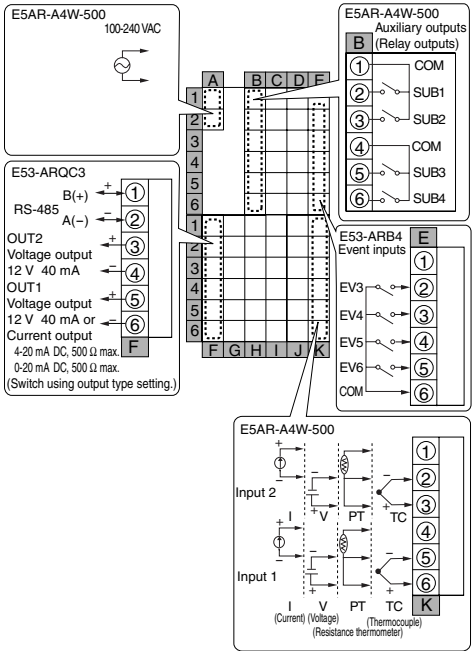 E5AR-A4W-500
100-240 VAC
E5AR-A4W-500
Auxiliary outputs
(Relay outputs)
B
1 COM
2 SUB1
3 SUB2
4 COM
5 SUB3
6 SUB4
A B C D E
1
2
3
4
5
6
1
2
3
4
5
6
F G H I J K
E53-ARQC3
B(+) + 1
RS-485
A(−) − 2
OUT2 + 3
Voltage output
12 V 40 mA − 4
OUT1
Voltage output + 5
12 V 40 mA or − 6
Current output
4-20 mA DC, 500 Ω max.
0-20 mA DC, 500 Ω max.
F
(Switch using output type setting.)
E53-ARB4
Event inputs
E
1
EV3 2
EV4 3
EV5 4
EV6 5
COM 6
E5AR-A4W-500
1
+ − − 2
Input 2
− + + 3
I V PT TC
4
+ − − 5
Input 1
− + + 6
I V PT TC K
(Current) (Voltage) (Thermocouple)
(Resistance thermometer)